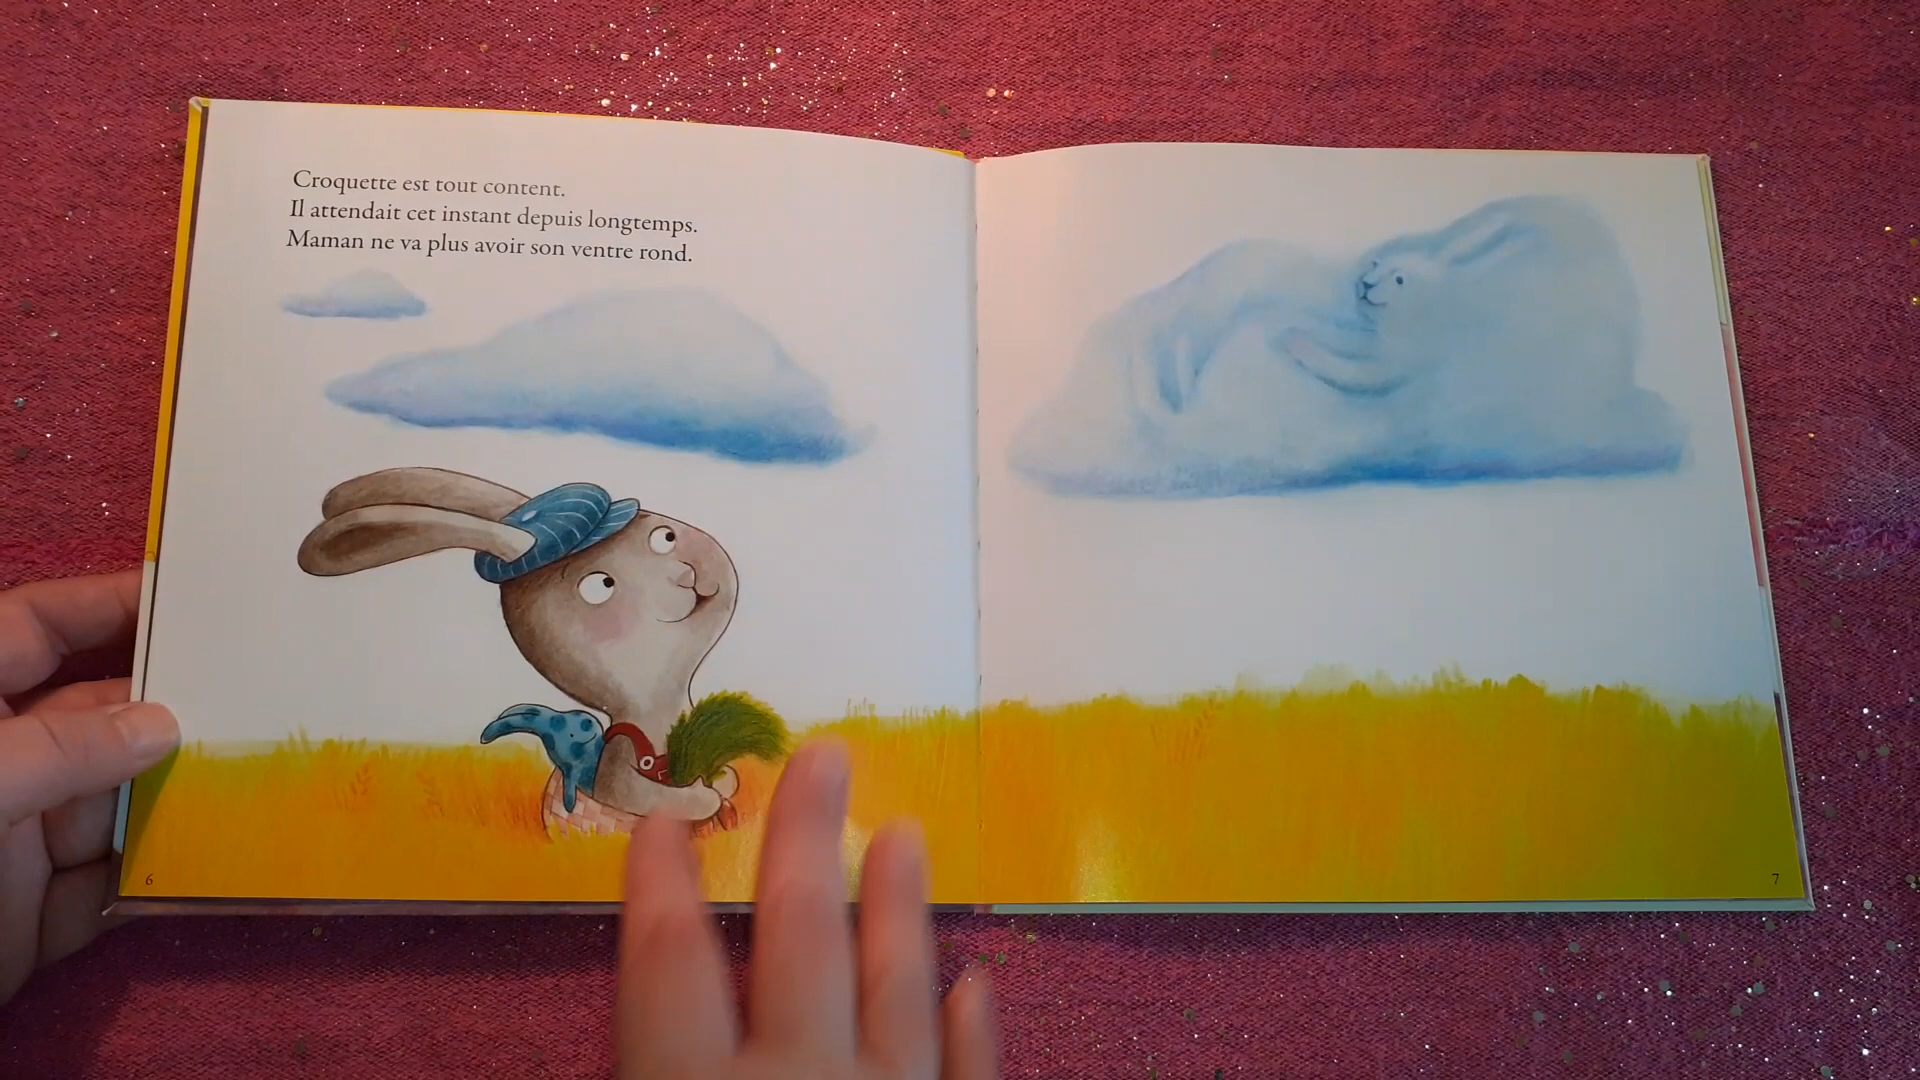 Croquette est tout content.
Il attendait cet instant depuis longtemps.
Maman ne va plus avoir son ventre rond.
6
7